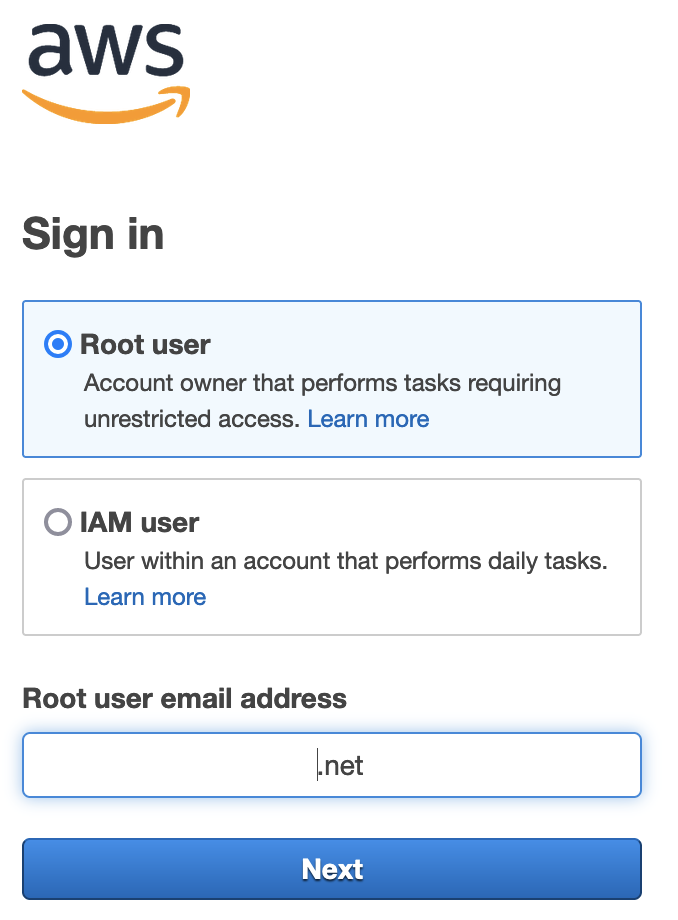 aws
Sign in
Root user
Account owner that performs tasks requiring
unrestricted access. Learn more
IAM user
User within an account that performs daily tasks.
Learn more
Root user email address
.net
Next